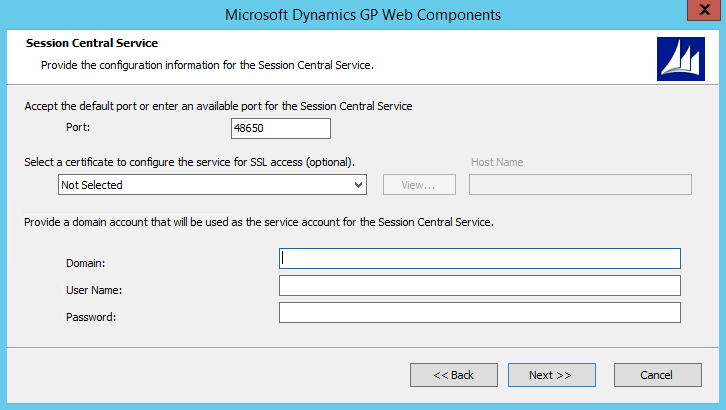 Microsoft Dynamics GP Web Components
x
Session Central Service
Provide the configuration information for the Session Central Service.
Accept the default port or enter an available port for the Session Central Service
Port: 48650
Select a certificate to configure the service for SSL access (optional). Host Name
Not Selected View...
Provide a domain account that will be used as the service account for the Session Central Service.
Domain:
User Name:
Password:
<< Back Next >> Cancel